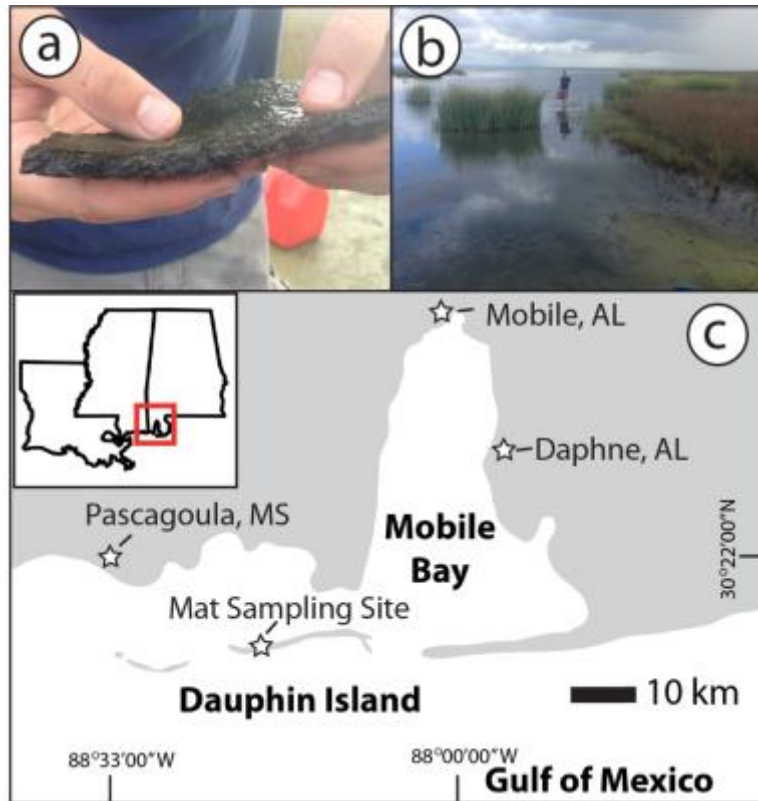 a
b
c
Mobile, AL
Daphne, AL
Pascagoula, MS
Mobile
Bay
30°22'00"N
Mat Sampling Site
Dauphin Island
10 km
88°33'00"W
88°00'00"W
Gulf of Mexico